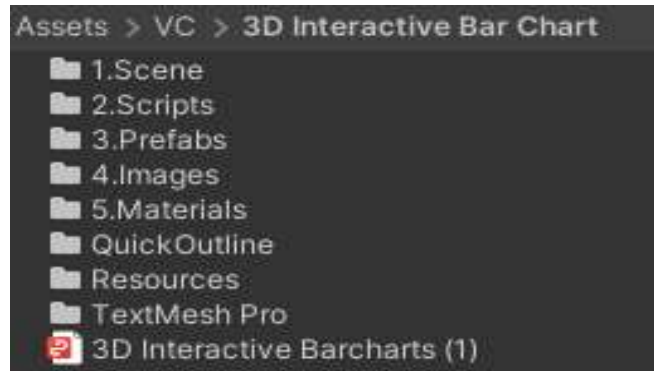 Assets > VC > 3D Interactive Bar Chart
1.Scene
2.Scripts
3.Prefabs
4.Images
5.Materials
QuickOutline
Resources
TextMesh Pro
3D Interactive Barcharts (1)